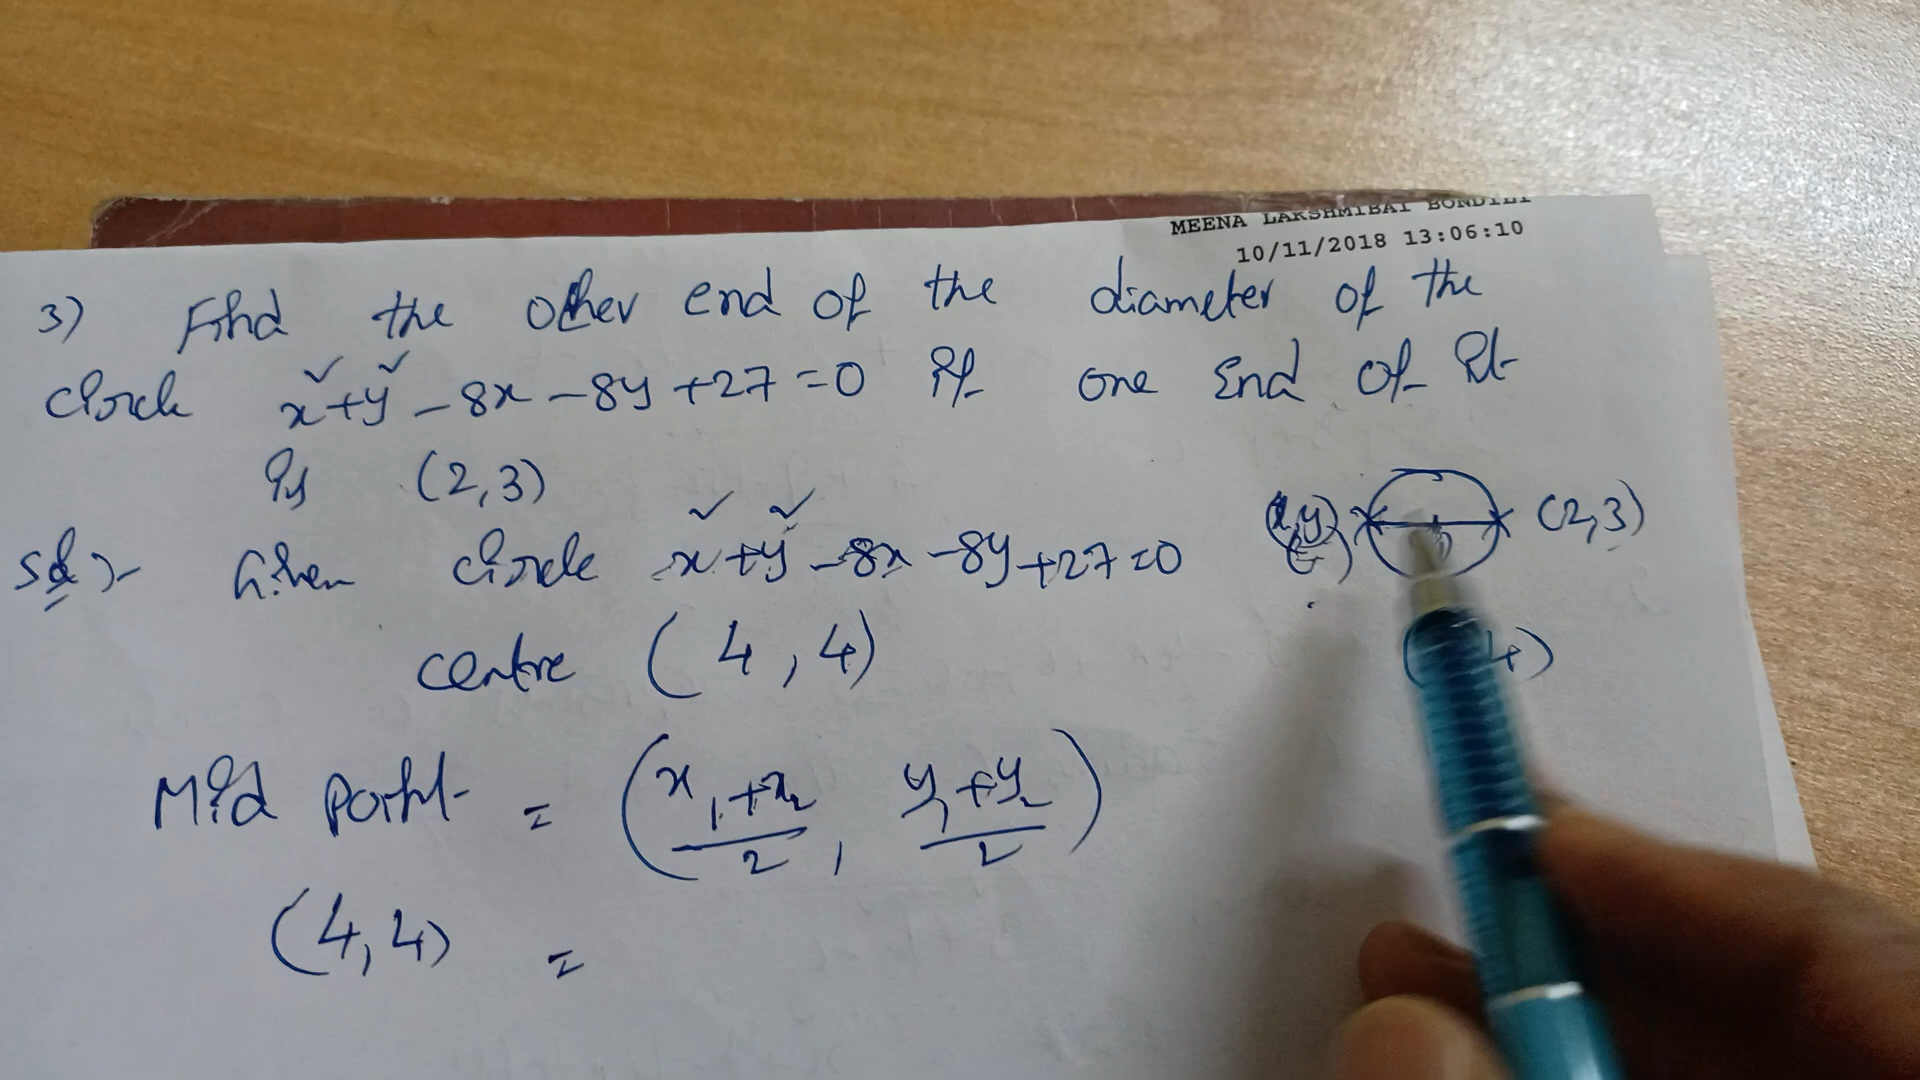 MEENA LAKSHMIBAI BONDILI
10/11/2018 13:06:10
3) Find the other end of the diameter of the
circle x²+y²-8x-8y+27=0 if one End of it
is (2,3)
Sol:- Given circle x²+y²-8x-8y+27=0
(x,y) (2,3)
centre (4,4)
4)
Mid point = (x₁+x₂/2, y₁+y₂/2)
(4,4) =